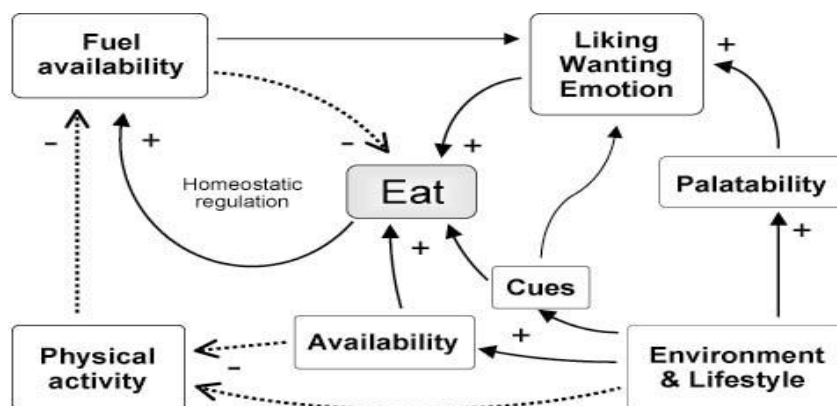 Fuel
availability
Liking
Wanting
Emotion
+
-
+
-
+
Homeostatic
regulation
Eat
Palatability
+
+
Cues
Availability
+
-
Physical
activity
Environment
& Lifestyle